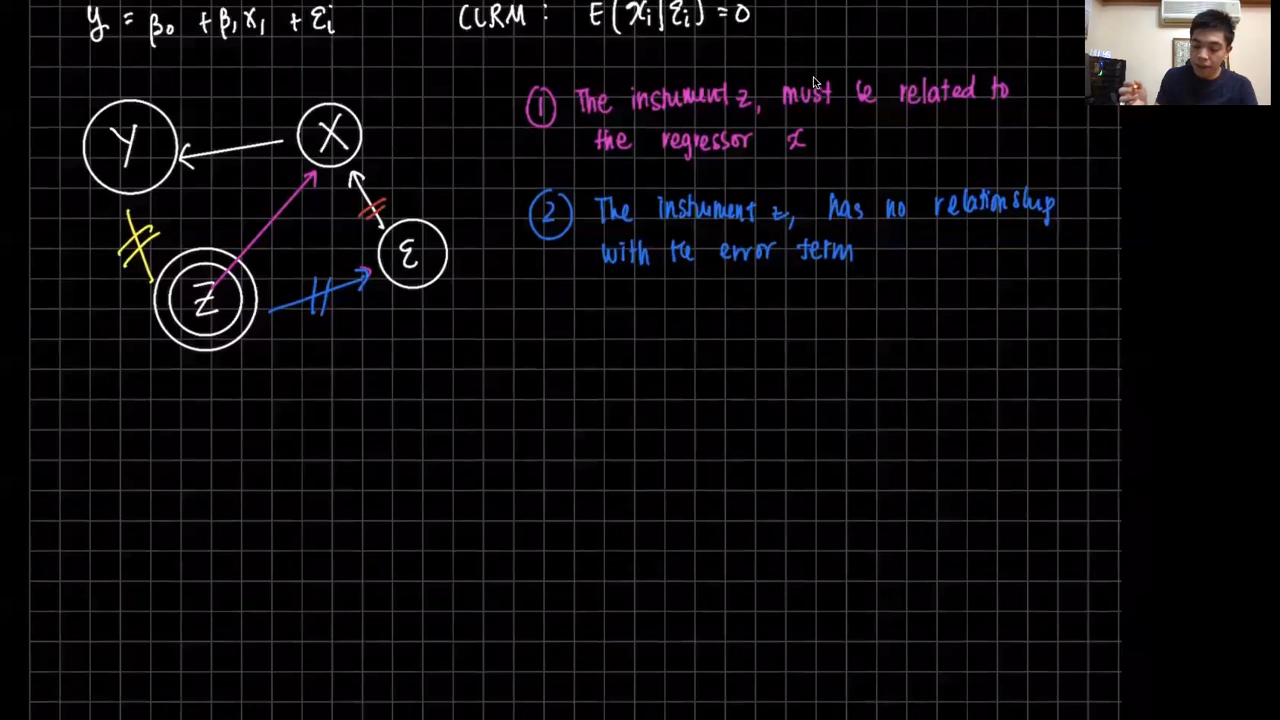 y = β₀ + β₁x₁ + εᵢ
CLRM : E(xᵢ|εᵢ) = 0
① The instrument z, must be related to
the regressor x
② The instrument z, has no relationship
with the error term
Y
X
ε
Z